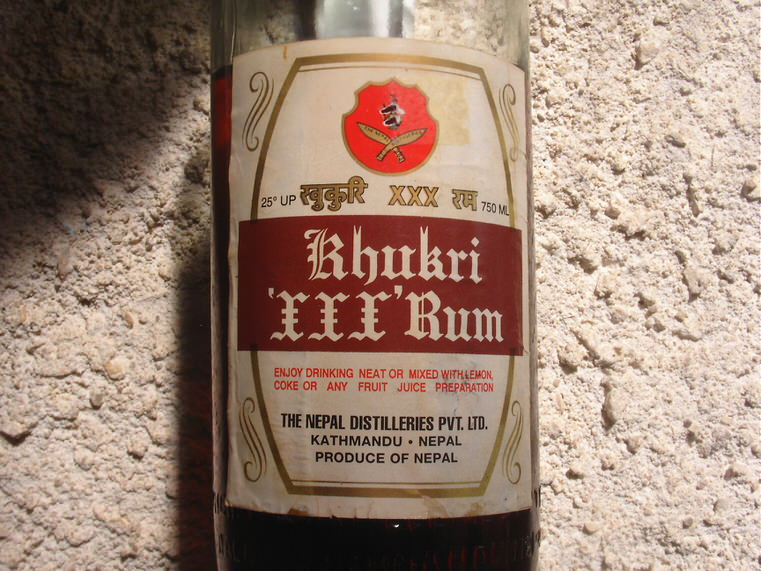 25° UP खुकुरि XXX रम 750 ML
Khukri
'XXX' Rum
ENJOY DRINKING NEAT OR MIXED WITH LEMON,
COKE OR ANY FRUIT JUICE PREPARATION
THE NEPAL DISTILLERIES PVT. LTD.
KATHMANDU • NEPAL
PRODUCE OF NEPAL